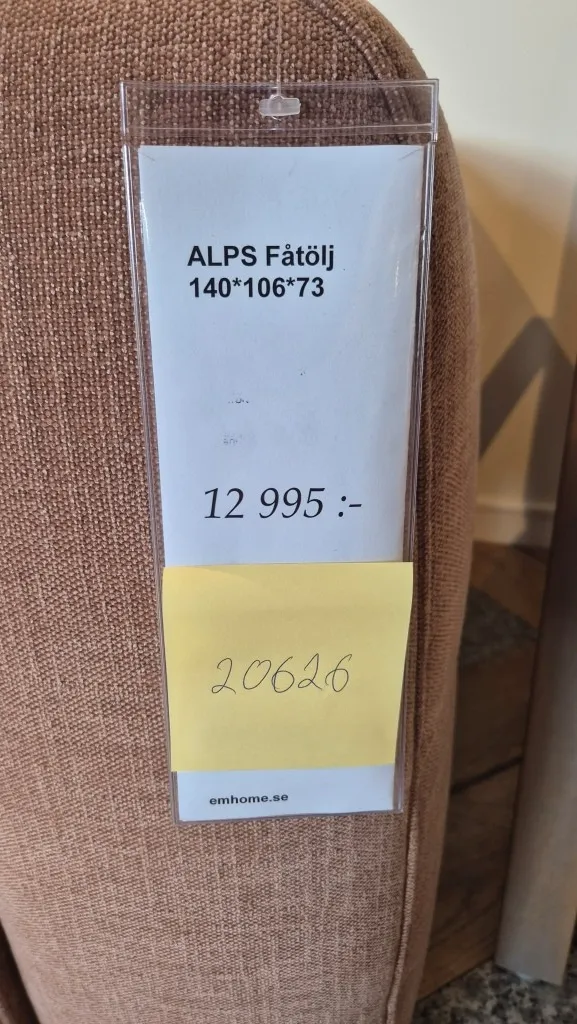 ALPS Fåtölj
140*106*73
12 995 :-
20626
emhome.se